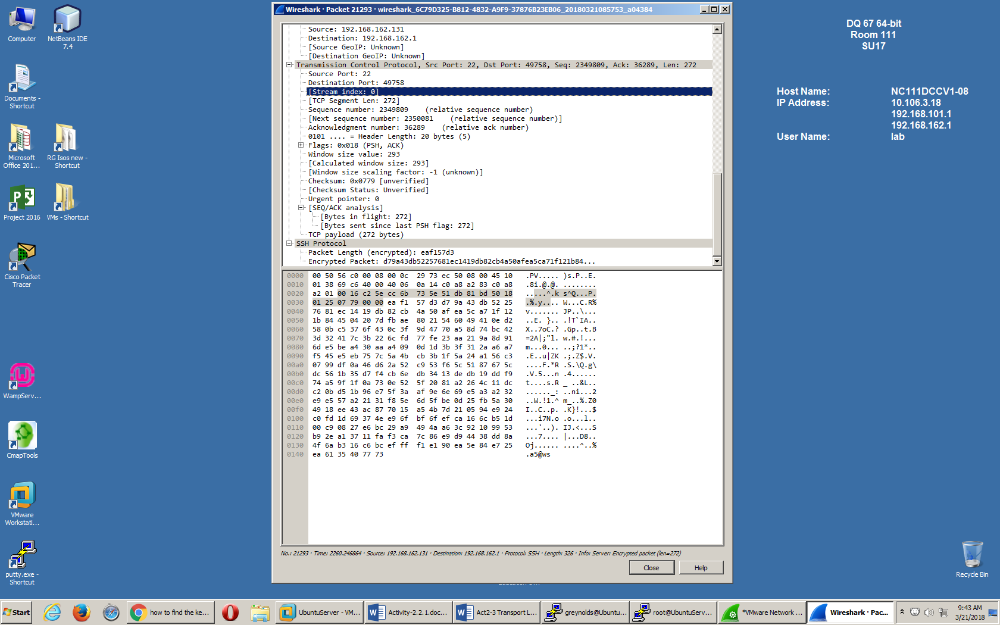 Computer
NetBeans IDE
7.4
Documents -
Shortcut
Microsoft
Office 201...
RG Isos new -
Shortcut
Project 2016
VMs - Shortcut
Cisco Packet
Tracer
WampServ...
CmapTools
VMware
Workstati...
putty.exe -
Shortcut
Wireshark · Packet 21293 · wireshark_6C79D325-B812-4832-A9F9-37876B23EB06_20180321085753_a04384
Source: 192.168.162.131
Destination: 192.168.162.1
[Source GeoIP: Unknown]
[Destination GeoIP: Unknown]
Transmission Control Protocol, Src Port: 22, Dst Port: 49758, Seq: 2349809, Ack: 36289, Len: 272
Source Port: 22
Destination Port: 49758
[Stream index: 0]
[TCP Segment Len: 272]
Sequence number: 2349809    (relative sequence number)
[Next sequence number: 2350081    (relative sequence number)]
Acknowledgment number: 36289    (relative ack number)
0101 .... = Header Length: 20 bytes (5)
Flags: 0x018 (PSH, ACK)
Window size value: 293
[Calculated window size: 293]
[Window size scaling factor: -1 (unknown)]
Checksum: 0x0779 [unverified]
[Checksum Status: Unverified]
Urgent pointer: 0
[SEQ/ACK analysis]
[Bytes in flight: 272]
[Bytes sent since last PSH flag: 272]
TCP payload (272 bytes)
SSH Protocol
Packet Length (encrypted): eaf157d3
Encrypted Packet: d79a43db52257681ec1419db82cb4a50afea5ca71f121b84...
0000  00 50 56 c0 00 08 00 0c  29 73 ec 50 08 00 45 10  .PV..... )s.P..E.
0010  01 38 69 c6 40 00 40 06  0a 14 c0 a8 a2 83 c0 a8  .8i.@.@. ........
0020  a2 01 00 16 c2 5e cc 6b  73 5e 51 db 81 bd 50 18  .....^.k s^Q...P.
0030  01 25 07 79 00 00 ea f1  57 d3 d7 9a 43 db 52 25  .%.y.... W...C.R%
0040  76 81 ec 14 19 db 82 cb  4a 50 af ea 5c a7 1f 12  v....... JP..\...
0050  1b 84 45 04 20 7d fb ae  80 21 54 60 49 41 0e d2  ..E. }.. .!T`IA..
0060  58 0b c5 37 6f 43 0c 3f  9d 47 70 a5 8d 74 bc 42  X..7oC.? .Gp..t.B
0070  3d 32 41 7c 3b 22 6c fd  77 fe 23 aa 21 9a 8d 91  =2A|;"l. w.#.!...
0080  6d e5 be a4 30 aa a4 09  0d 1d 3b 3f 31 2a a6 a7  m...0... ..;?1*..
0090  f5 45 e5 eb 75 7c 5a 4b  cb 3b 1f 5a 24 a1 56 c3  .E..u|ZK .;.Z$.V.
00a0  07 99 df 0a 46 d6 2a 52  c9 53 f6 5c 51 87 67 5c  ....F.*R .S.\Q.g\
00b0  dc 56 1b 35 d7 f4 cb 6e  db 34 13 de db 19 dd f9  .V.5...n .4......
00c0  74 a5 9f 1f 0a 73 0e 52  5f 20 81 a2 26 4c 11 dc  t....s.R _ ..&L..
00d0  c2 0b d5 1b 96 e7 5f 3a  af 9e 6e 69 e5 a3 a2 32  ......_: ..ni...2
00e0  e9 e5 57 a2 21 31 f8 5e  6d 5f be 0d 25 fb 5a 30  ..W.!1.^ m_..%.Z0
00f0  49 18 ee 43 ac 87 70 15  a5 4b 7d 21 05 94 e9 24  I..C..p. .K}!...$
0100  c0 fd 1d 69 37 4e e9 6f  bf 6f ef ca 16 6c b5 1d  ...i7N.o .o...l..
0110  00 c9 08 27 e6 bc 29 a9  49 4a a6 3c 92 10 99 53  ...'..). IJ.<...S
0120  b9 2e a1 37 11 fa f3 ca  7c 86 e9 d9 44 38 dd 8a  ...7.... |...D8..
0130  4f 6a b3 16 c6 bc ef ff  f1 e1 90 ea 5e 84 e7 25  Oj...... ....^..%
0140  ea 61 35 40 77 73  .a5@ws
No.: 21293 · Time: 2260.246864 · Source: 192.168.162.131 · Destination: 192.168.162.1 · Protocol: SSH · Length: 326 · Info: Server: Encrypted packet (len=272)
Close
Help
DQ 67 64-bit
Room 111
SU17
Host Name: NC111DCCV1-08
IP Address: 10.106.3.18
192.168.101.1
192.168.162.1
User Name: lab
Recycle Bin
Start
how to find the ke...
UbuntuServer - VM...
Activity-2.2.1.doc...
Act2-3 Transport L...
greynolds@Ubuntu...
root@UbuntuServ...
*VMware Network ...
Wireshark · Pac...
9:43 AM
3/21/2018